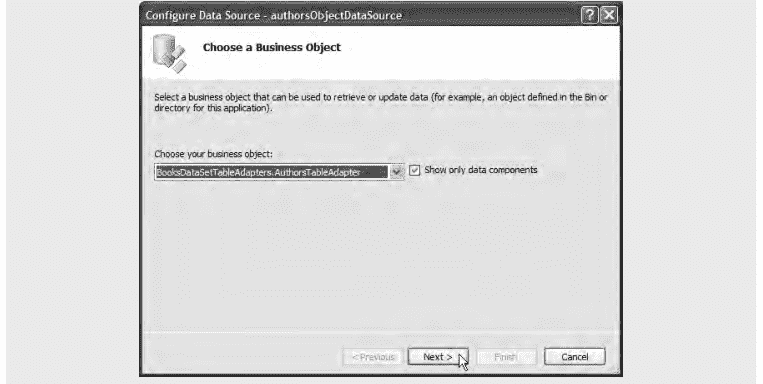 Configure Data Source - authorsObjectDataSource
Choose a Business Object
Select a business object that can be used to retrieve or update data (for example, an object defined in the Bin or
directory for this application).
Choose your business object:
BooksDataSetTableAdapters.AuthorsTableAdapter
Show only data components
< Previous Next > Finish Cancel